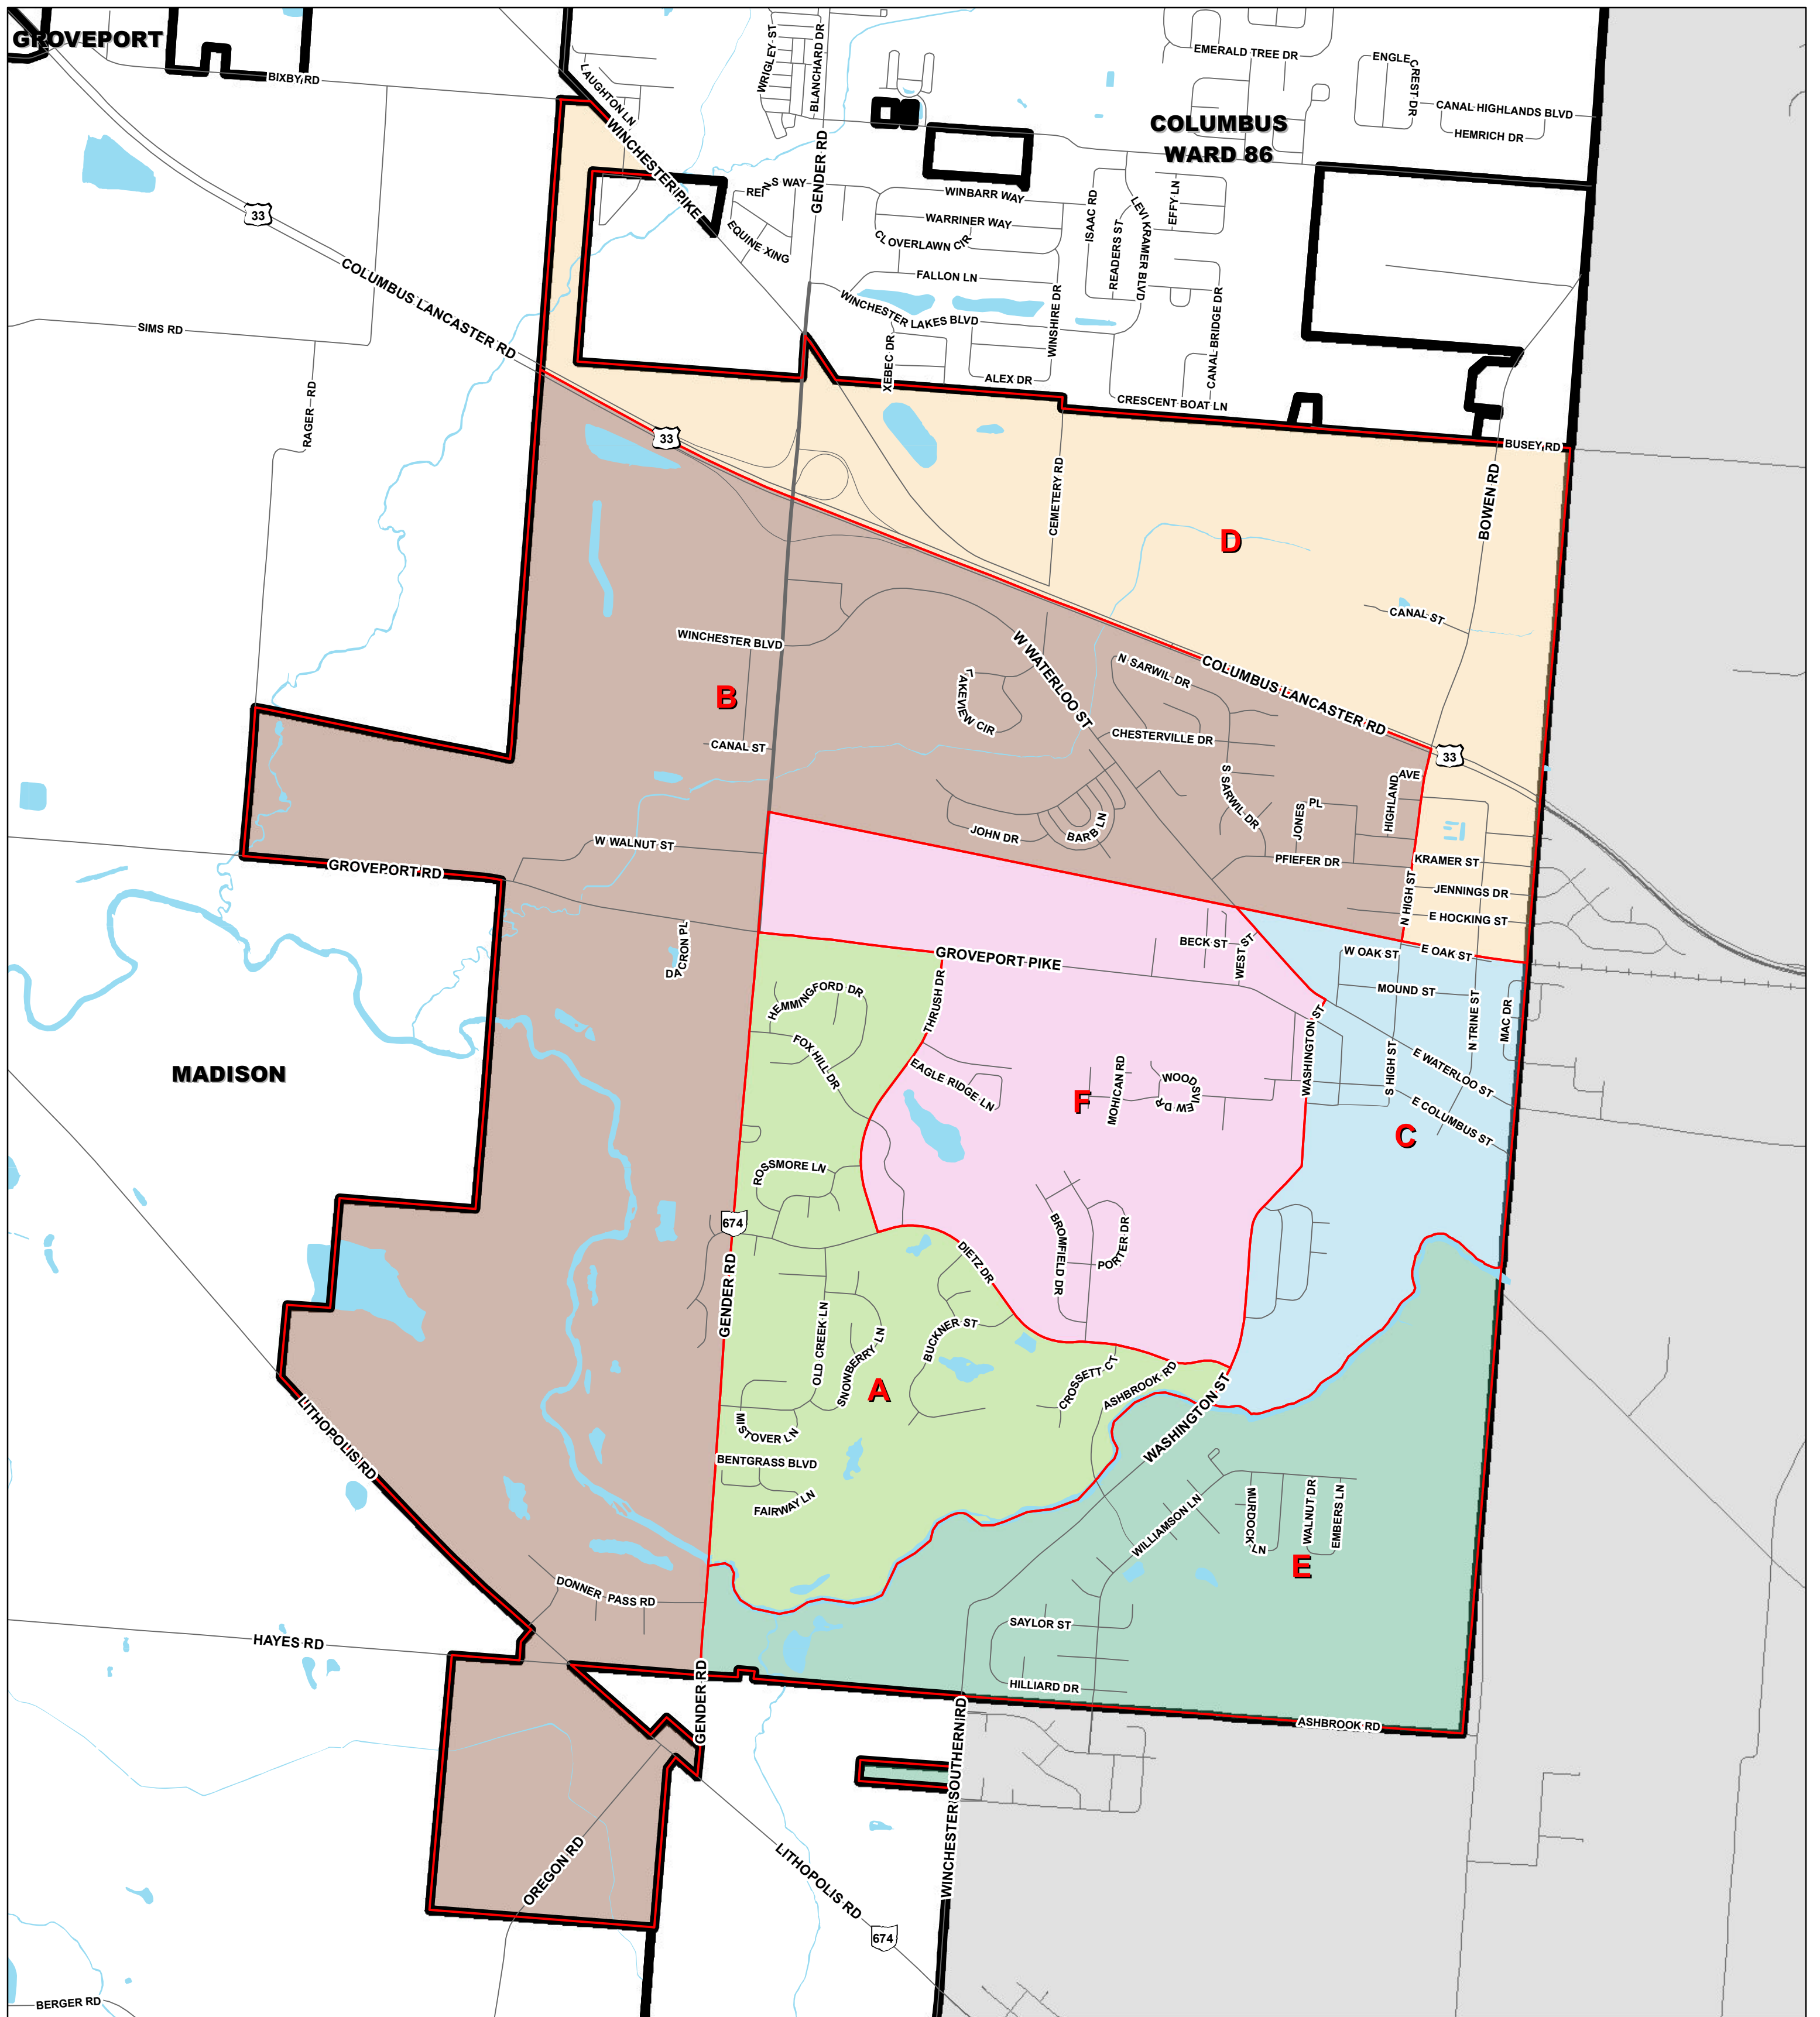 GROVEPORT
BIXBY RD
LAUGHTON LN
WINCHESTER PIKE
WRIGLEY ST
BLANCHARD DR
GENDER RD
EMERALD TREE DR
ENGLE
CREST DR
CANAL HIGHLANDS BLVD
HEMRICH DR
COLUMBUS
WARD 86
REINS WAY
EQUINE XING
WINBARR WAY
WARRINER WAY
CLOVERLAWN CIR
FALLON LN
WINCHESTER LAKES BLVD
XEBEC DR
ALEX DR
WINSHIRE DR
ISAAC RD
READERS ST
LEVI KRAMER BLVD
EFFY LN
CANAL BRIDGE DR
CRESCENT BOAT LN
BUSEY RD
33
COLUMBUS LANCASTER RD
SIMS RD
RAGER RD
33
CEMETERY RD
BOWEN RD
D
CANAL ST
WINCHESTER BLVD
B
CANAL ST
LAKEVIEW CIR
W WATERLOO ST
N SARWIL DR
COLUMBUS LANCASTER RD
CHESTERVILLE DR
S SARWIL DR
33
HIGHLAND AVE
JONES PL
JOHN DR
BARB LN
PFIEFER DR
KRAMER ST
JENNINGS DR
E HOCKING ST
N HIGH ST
W WALNUT ST
GROVEPORT RD
DACRON PL
GROVEPORT PIKE
BECK ST
WEST ST
W OAK ST
E OAK ST
MOUND ST
N TRINE ST
MAC DR
HEMMINGFORD DR
THRUSH DR
FOX HILL DR
EAGLE RIDGE LN
MOHICAN RD
WOODSVIEW DR
WASHINGTON ST
S HIGH ST
E WATERLOO ST
E COLUMBUS ST
F
C
MADISON
ROSSMORE LN
674
GENDER RD
DIETZ DR
BROMFIELD DR
PORTER DR
OLD CREEK LN
SNOWBERRY LN
BUCKNER ST
A
CROSSETT CT
ASHBROOK RD
WASHINGTON ST
MISTOVER LN
BENTGRASS BLVD
FAIRWAY LN
LITHOPOLIS RD
WILLIAMSON LN
MURDOCK LN
WALNUT DR
EMBERS LN
E
DONNER PASS RD
HAYES RD
SAYLOR ST
HILLIARD DR
GENDER RD
ASHBROOK RD
WINCHESTER SOUTHERN RD
OREGON RD
LITHOPOLIS RD
674
BERGER RD